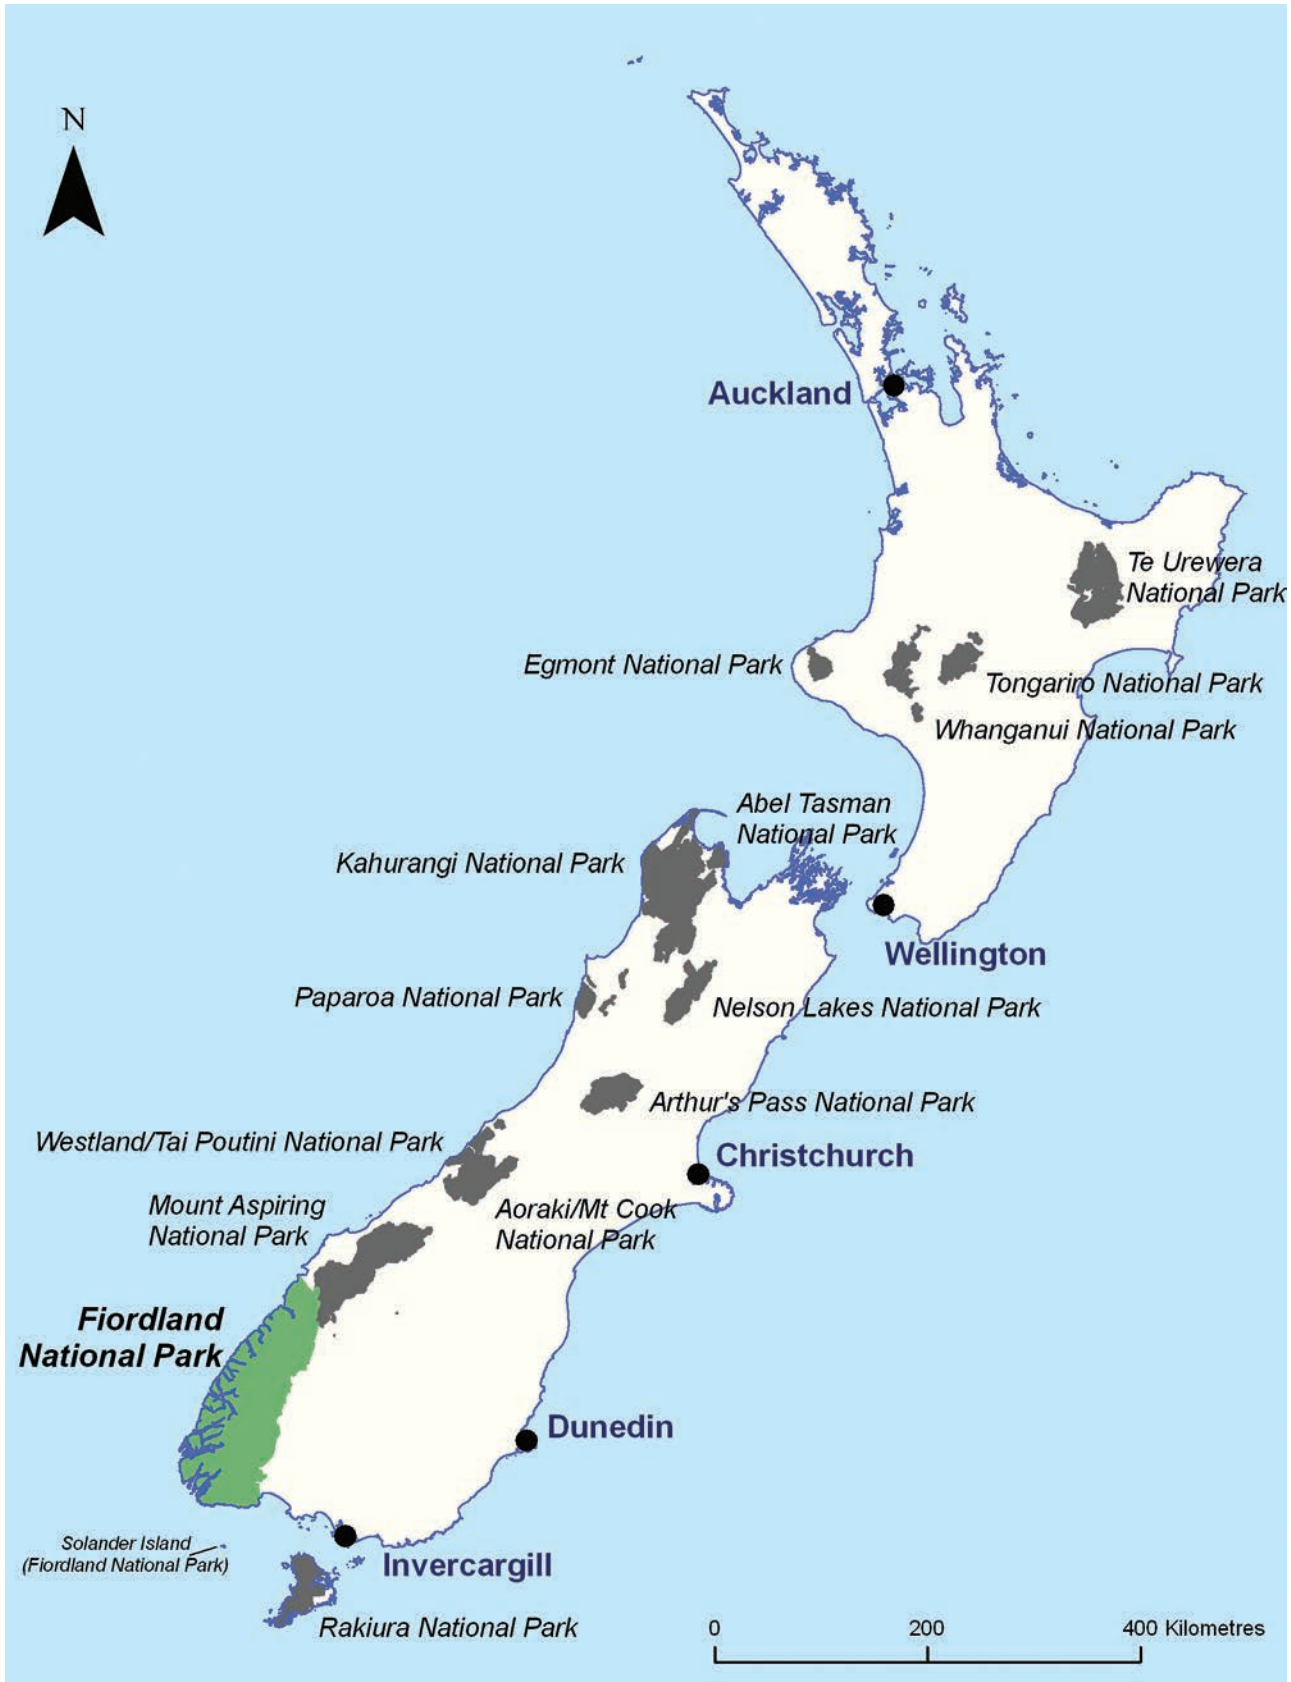 N
Auckland
Te Urewera
National Park
Egmont National Park
Tongariro National Park
Whanganui National Park
Abel Tasman
National Park
Kahurangi National Park
Wellington
Paparoa National Park
Nelson Lakes National Park
Arthur's Pass National Park
Westland/Tai Poutini National Park
Christchurch
Mount Aspiring
National Park
Aoraki/Mt Cook
National Park
Fiordland
National Park
Dunedin
Solander Island
(Fiordland National Park)
Invercargill
Rakiura National Park
0 200 400 Kilometres